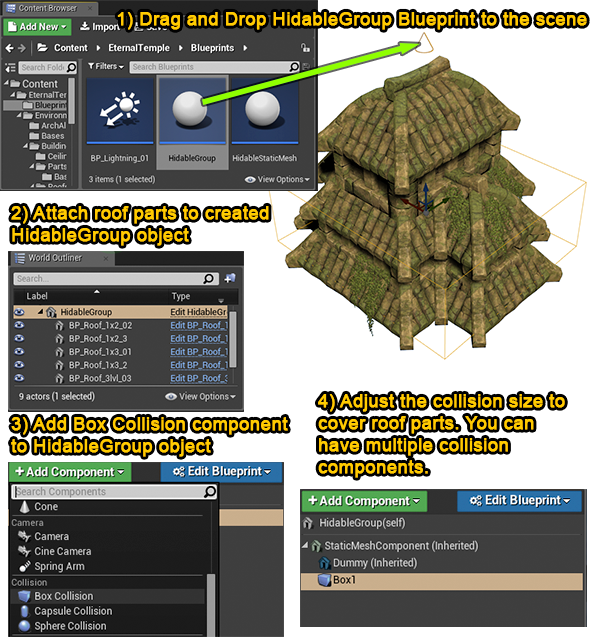 Content Browser
1) Drag and Drop HidableGroup Blueprint to the scene
Add New
Import
Content
EternalTemple
Blueprints
Filters
Search Blueprints
Content
EternalTem
Blueprint
Environm
ArchAl
Bases
Building
Ceilin
Parts
Bas
BP_Lightning_01
HidableGroup
HidableStaticMesh
3 items (1 selected)
View Options
2) Attach roof parts to created
HidableGroup object
World Outliner
Search...
Label
Type
HidableGroup
Edit HidableGr
BP_Roof_1x2_02
Edit BP_Roof_1
BP_Roof_1x2_3
Edit BP_Roof_1
BP_Roof_1x3_01
Edit BP_Roof_1
BP_Roof_1x3_2
Edit BP_Roof_1
BP_Roof_3lvl_03
Edit BP_Roof_3
9 actors (1 selected)
View Options
3) Add Box Collision component
to HidableGroup object
+Add Component
Edit Blueprint
Search Components
Cone
Camera
Camera
Cine Camera
Spring Arm
Collision
Box Collision
Capsule Collision
Sphere Collision
4) Adjust the collision size to
cover roof parts. You can
have multiple collision
components.
+Add Component
Edit Blueprint
HidableGroup(self)
StaticMeshComponent (Inherited)
Dummy (Inherited)
Box1